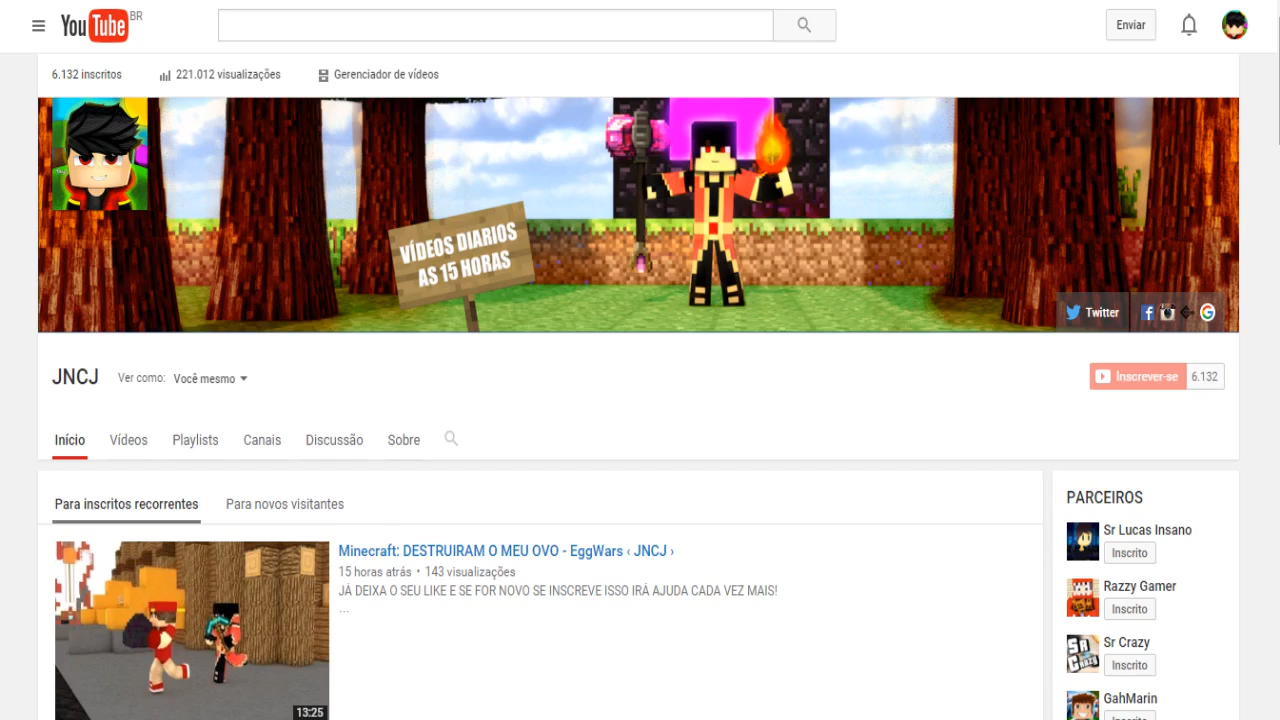 YouTube BR
Enviar
6.132 inscritos
221.012 visualizações
Gerenciador de vídeos
VÍDEOS DIARIOS
AS 15 HORAS
Twitter
JNCJ
Ver como: Você mesmo
Inscrever-se 6.132
Início
Vídeos
Playlists
Canais
Discussão
Sobre
Para inscritos recorrentes
Para novos visitantes
Minecraft: DESTRUIRAM O MEU OVO - EggWars ‹ JNCJ ›
15 horas atrás • 143 visualizações
JÁ DEIXA O SEU LIKE E SE FOR NOVO SE INSCREVE ISSO IRÁ AJUDA CADA VEZ MAIS!
...
13:25
PARCEIROS
Sr Lucas Insano
Inscrito
Razzy Gamer
Inscrito
SR CRAZY
Sr Crazy
Inscrito
GahMarin
Inscrito